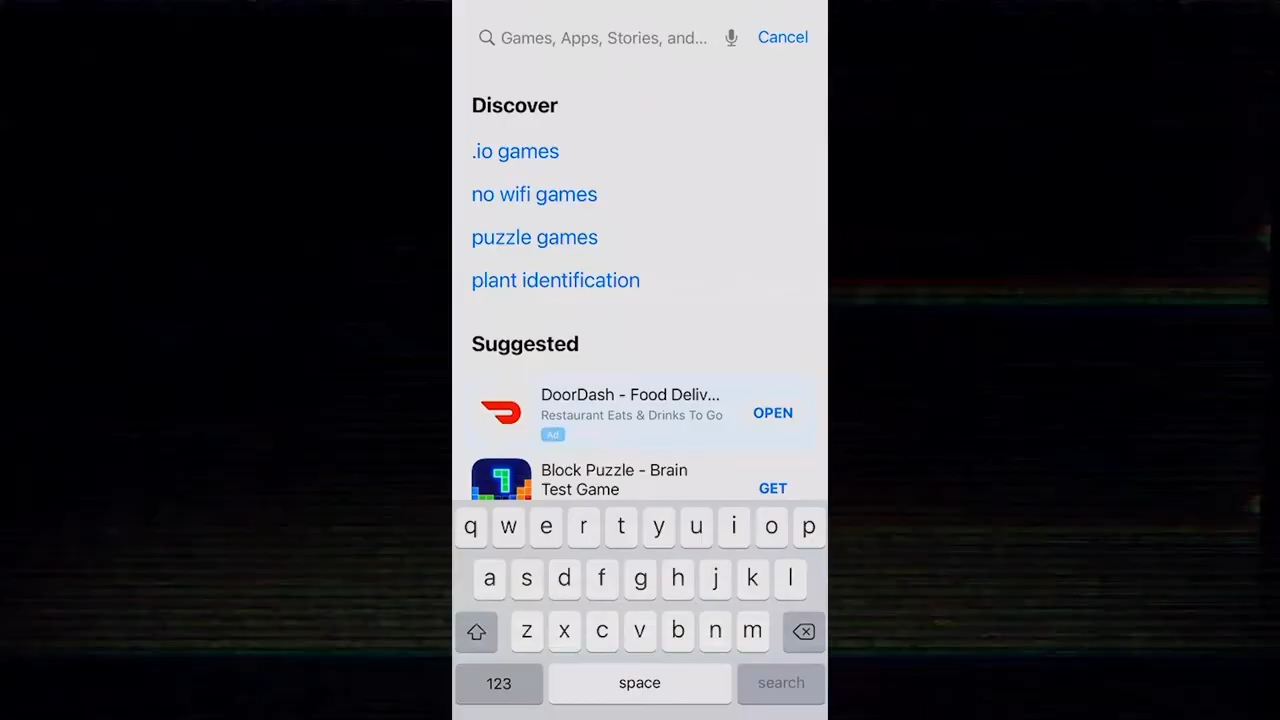 Games, Apps, Stories, and... Cancel
Discover
.io games
no wifi games
puzzle games
plant identification
Suggested
DoorDash - Food Deliv...
Restaurant Eats & Drinks To Go
Ad
OPEN
Block Puzzle - Brain
Test Game
GET
q w e r t y u i o p
a s d f g h j k l
z x c v b n m
123 space search